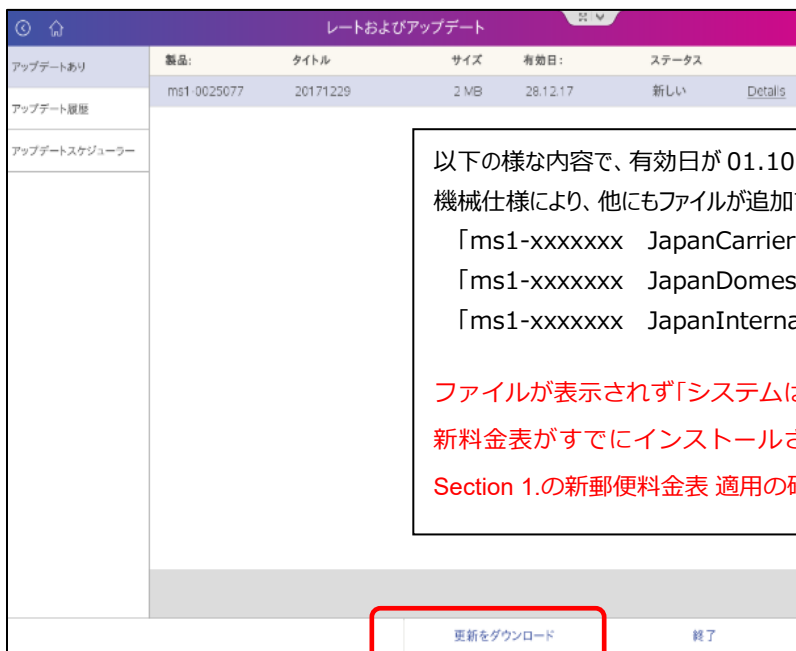 レートおよびアップデート
アップデートあり
アップデート履歴
アップデートスケジューラー
製品: タイトル サイズ 有効日: ステータス
ms1-0025077 20171229 2 MB 28.12.17 新しい Details
以下の様な内容で、有効日が 01.10
機械仕様により、他にもファイルが追加
「ms1-xxxxxxx JapanCarrier
「ms1-xxxxxxx JapanDomes
「ms1-xxxxxxx JapanInterna
ファイルが表示されず「システムは
新料金表がすでにインストールさ
Section 1.の新郵便料金表 適用の確
更新をダウンロード 終了